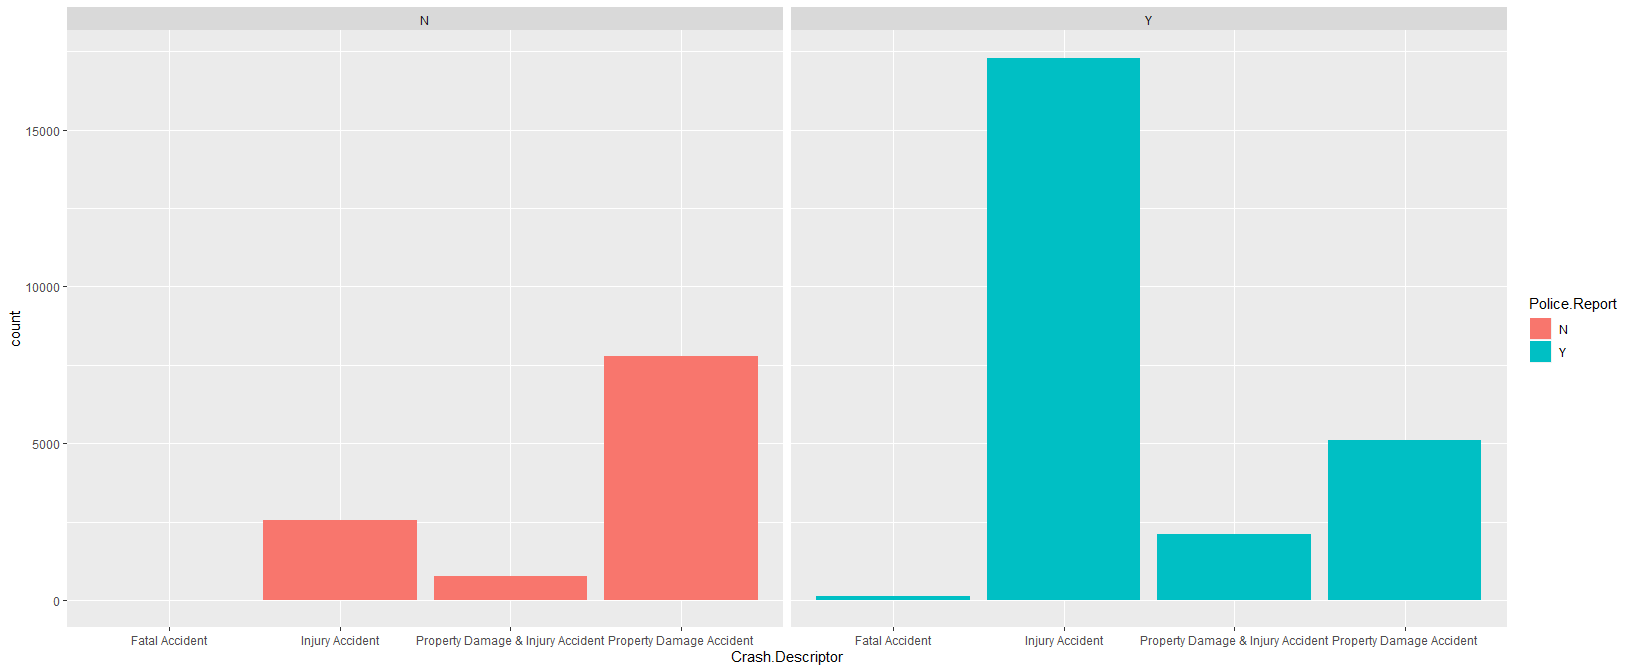 N
Y
15000
10000
5000
0
count
Fatal Accident
Injury Accident
Property Damage & Injury Accident
Property Damage Accident
Fatal Accident
Injury Accident
Property Damage & Injury Accident
Property Damage Accident
Crash.Descriptor
Police.Report
N
Y